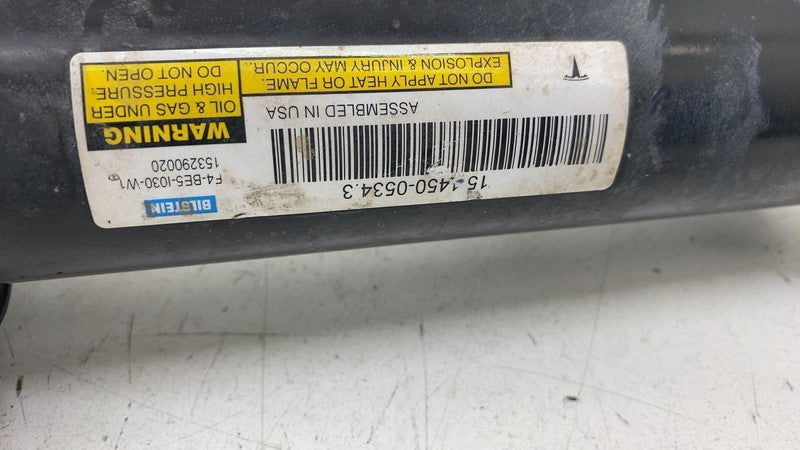 BILSTEIN
F4-BE5-I030-W1
153290020
15.1450-0534.3
WARNING
OIL & GAS UNDER
HIGH PRESSURE.
DO NOT OPEN.
ASSEMBLED IN USA
DO NOT APPLY HEAT OR FLAME.
EXPLOSION & INJURY MAY OCCUR..